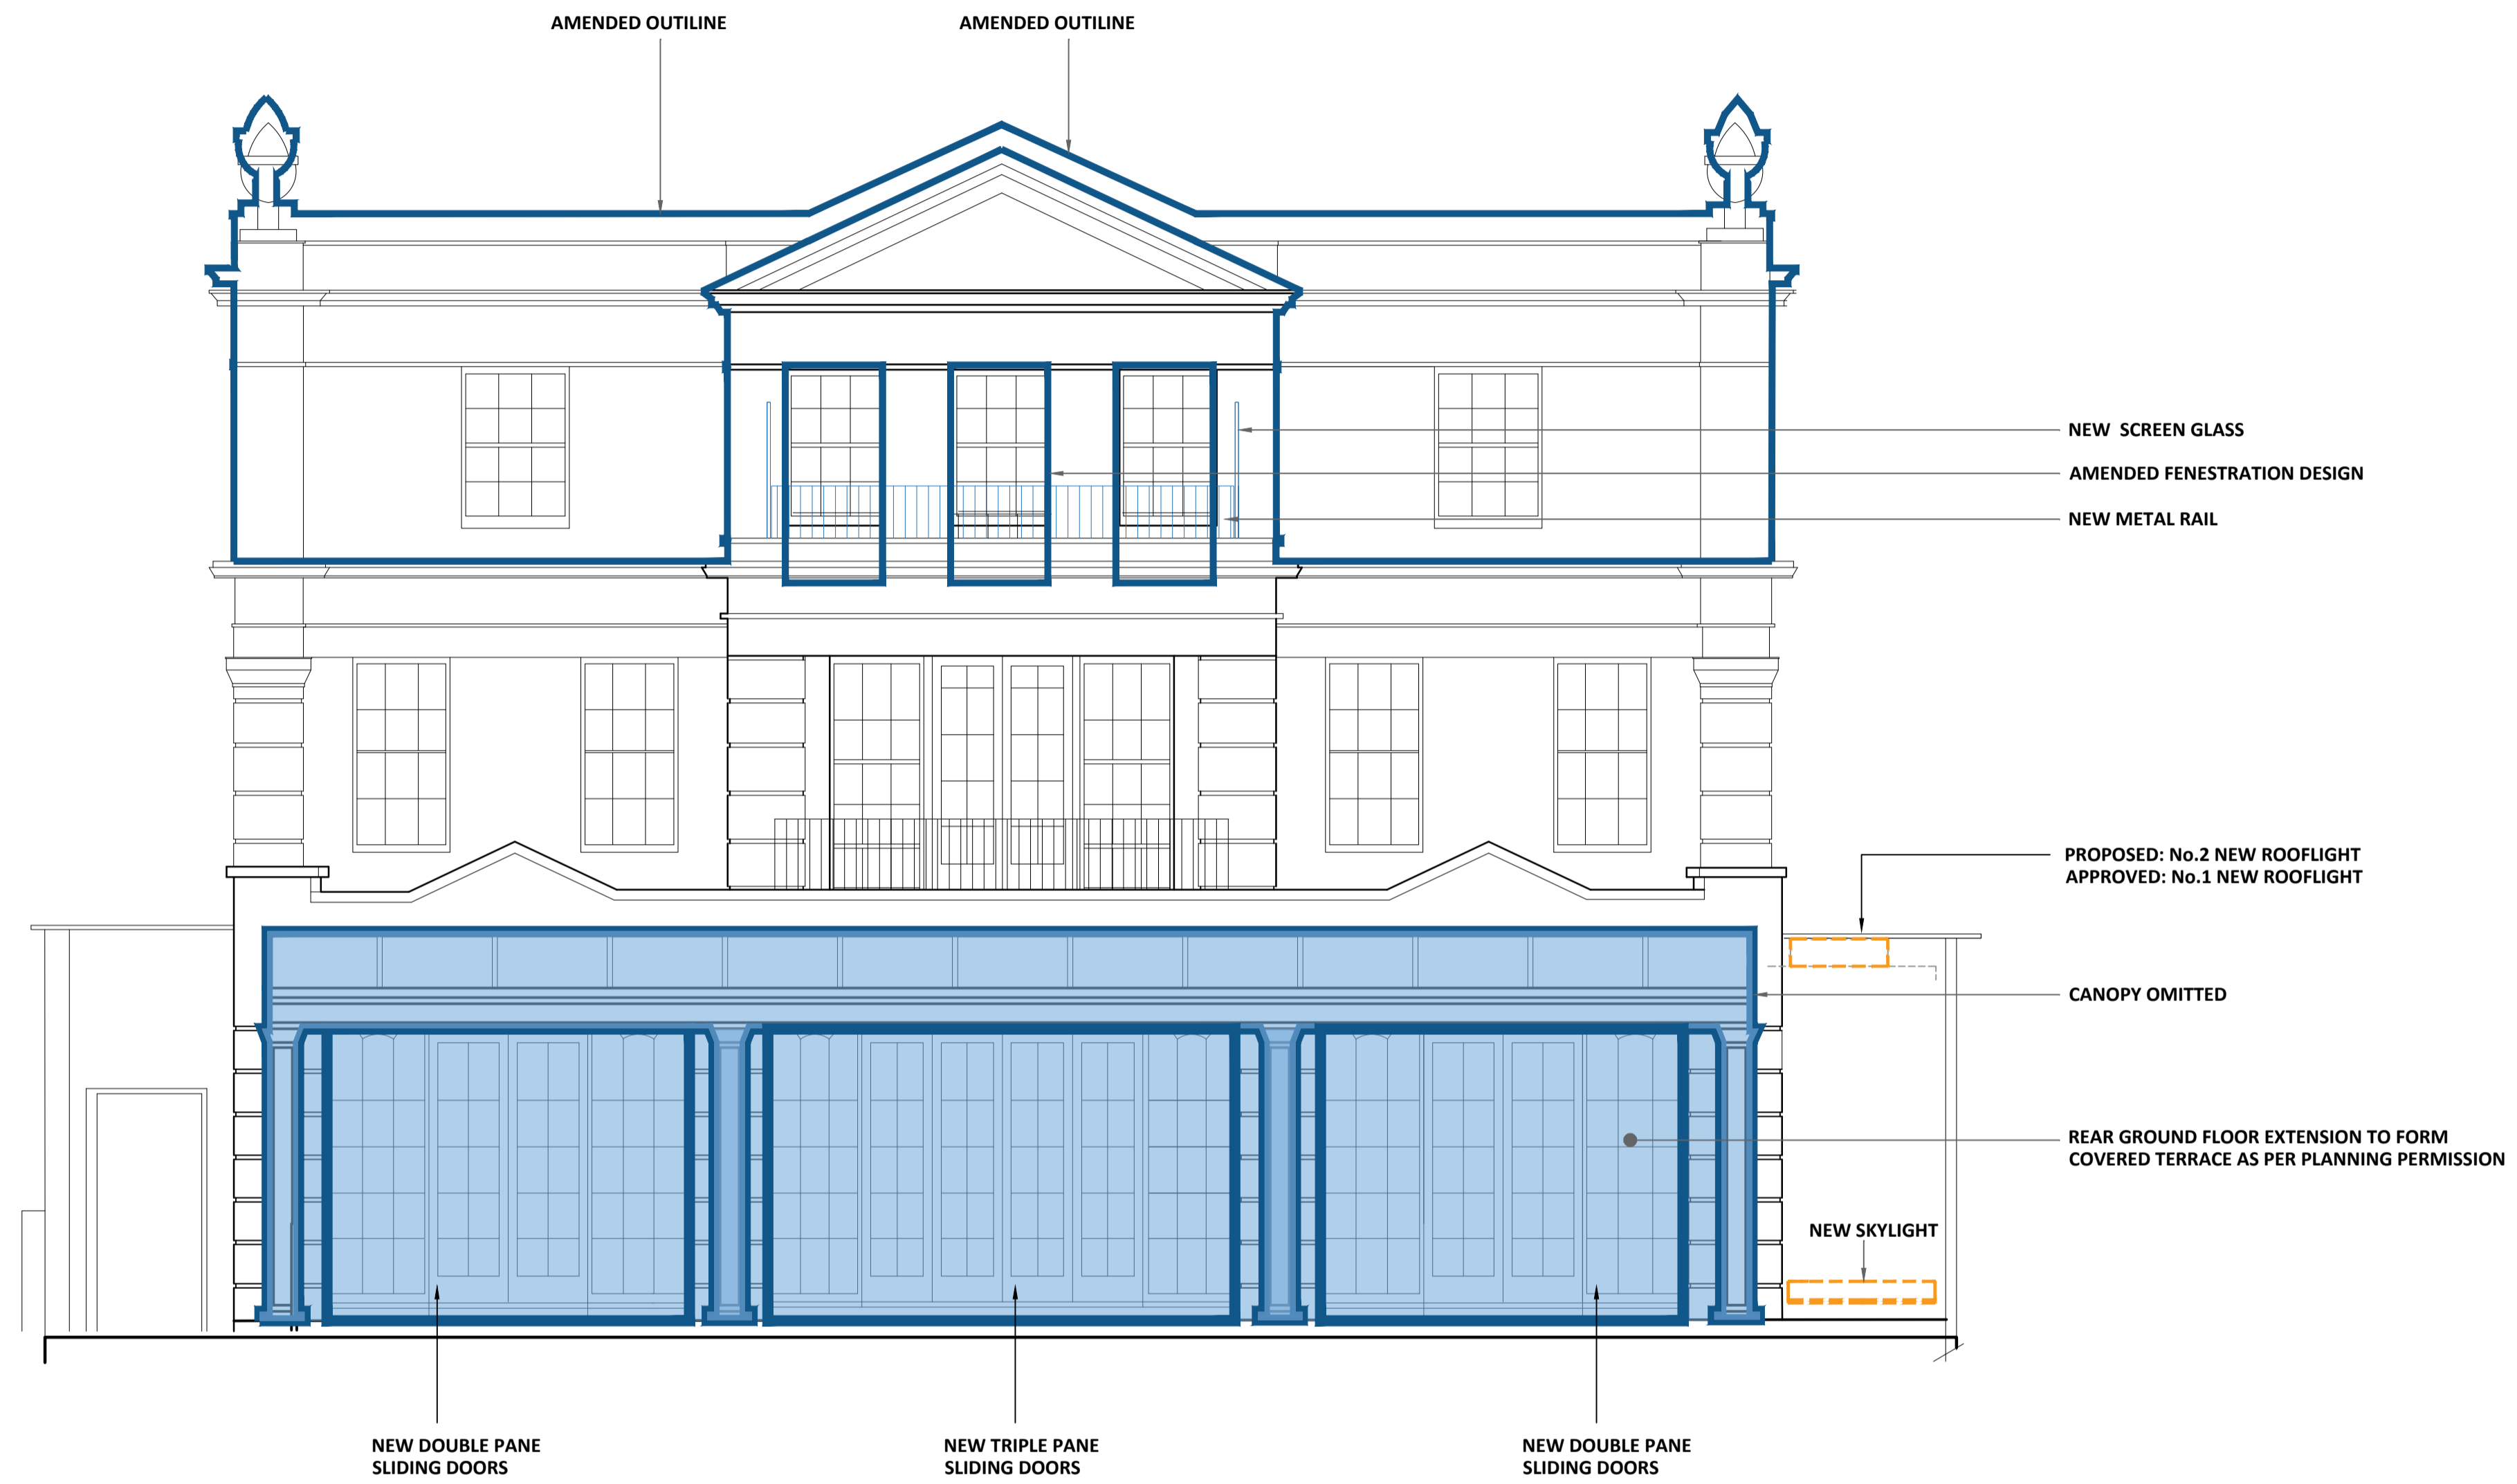 AMENDED OUTILINE
AMENDED OUTILINE
NEW SCREEN GLASS
AMENDED FENESTRATION DESIGN
NEW METAL RAIL
PROPOSED: No.2 NEW ROOFLIGHT
APPROVED: No.1 NEW ROOFLIGHT
CANOPY OMITTED
REAR GROUND FLOOR EXTENSION TO FORM
COVERED TERRACE AS PER PLANNING PERMISSION
NEW SKYLIGHT
NEW DOUBLE PANE
SLIDING DOORS
NEW TRIPLE PANE
SLIDING DOORS
NEW DOUBLE PANE
SLIDING DOORS